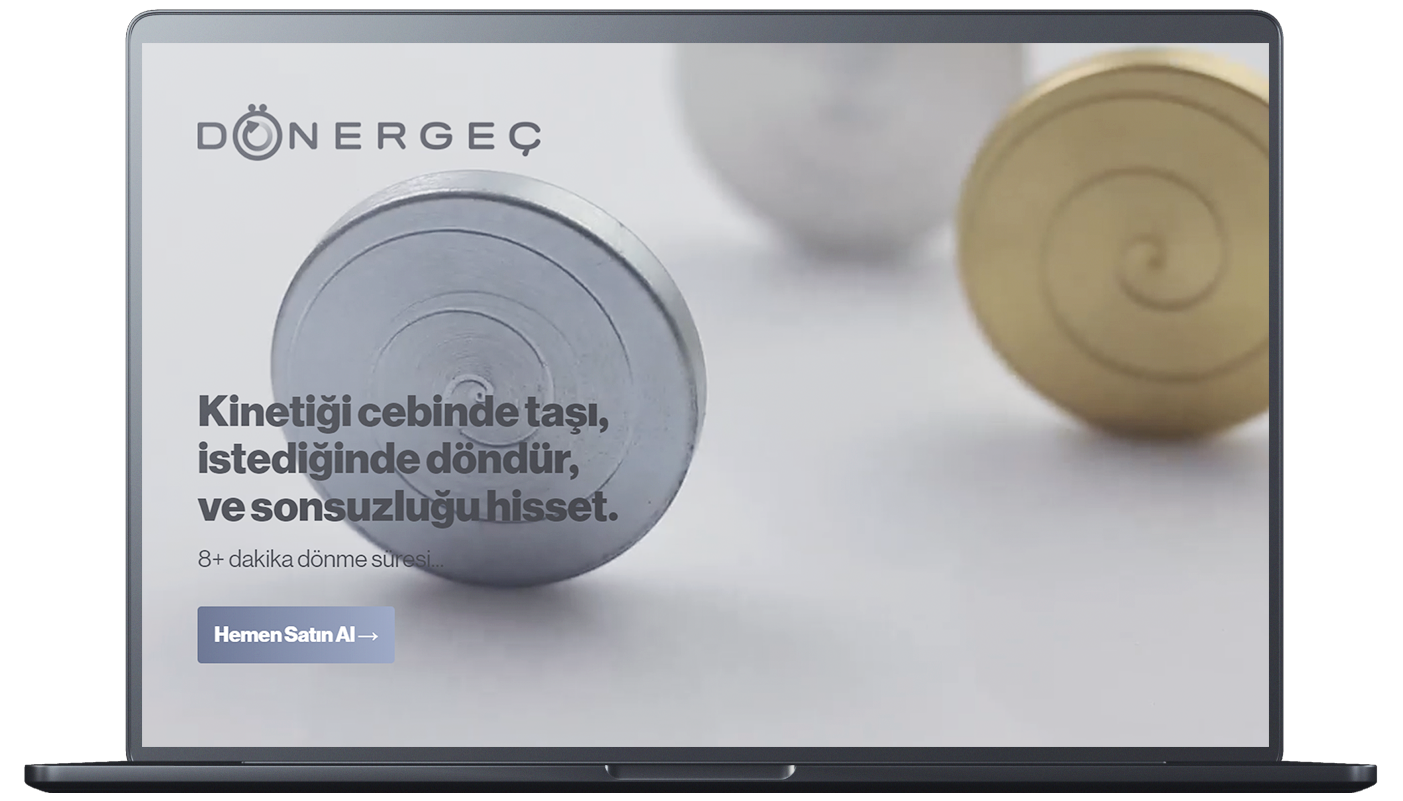 DÖNERGEÇ
Kinetiği cebinde taşı,
istediğinde döndür,
ve sonsuzluğu hisset.
8+ dakika dönme süresi...
Hemen Satın Al→